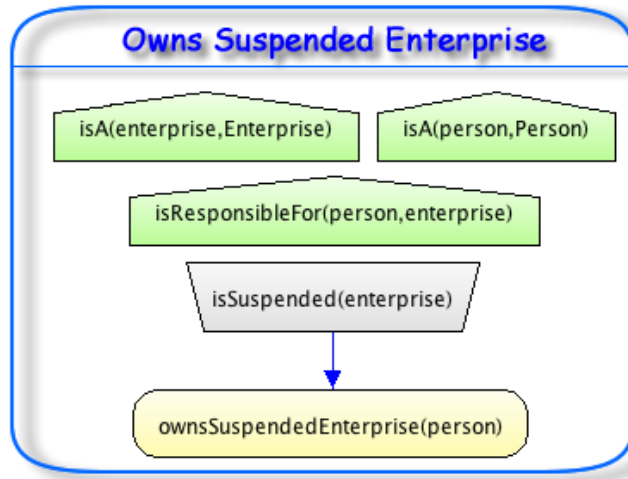 Owns Suspended Enterprise
isA(enterprise,Enterprise)
isA(person,Person)
isResponsibleFor(person,enterprise)
isSuspended(enterprise)
ownsSuspendedEnterprise(person)